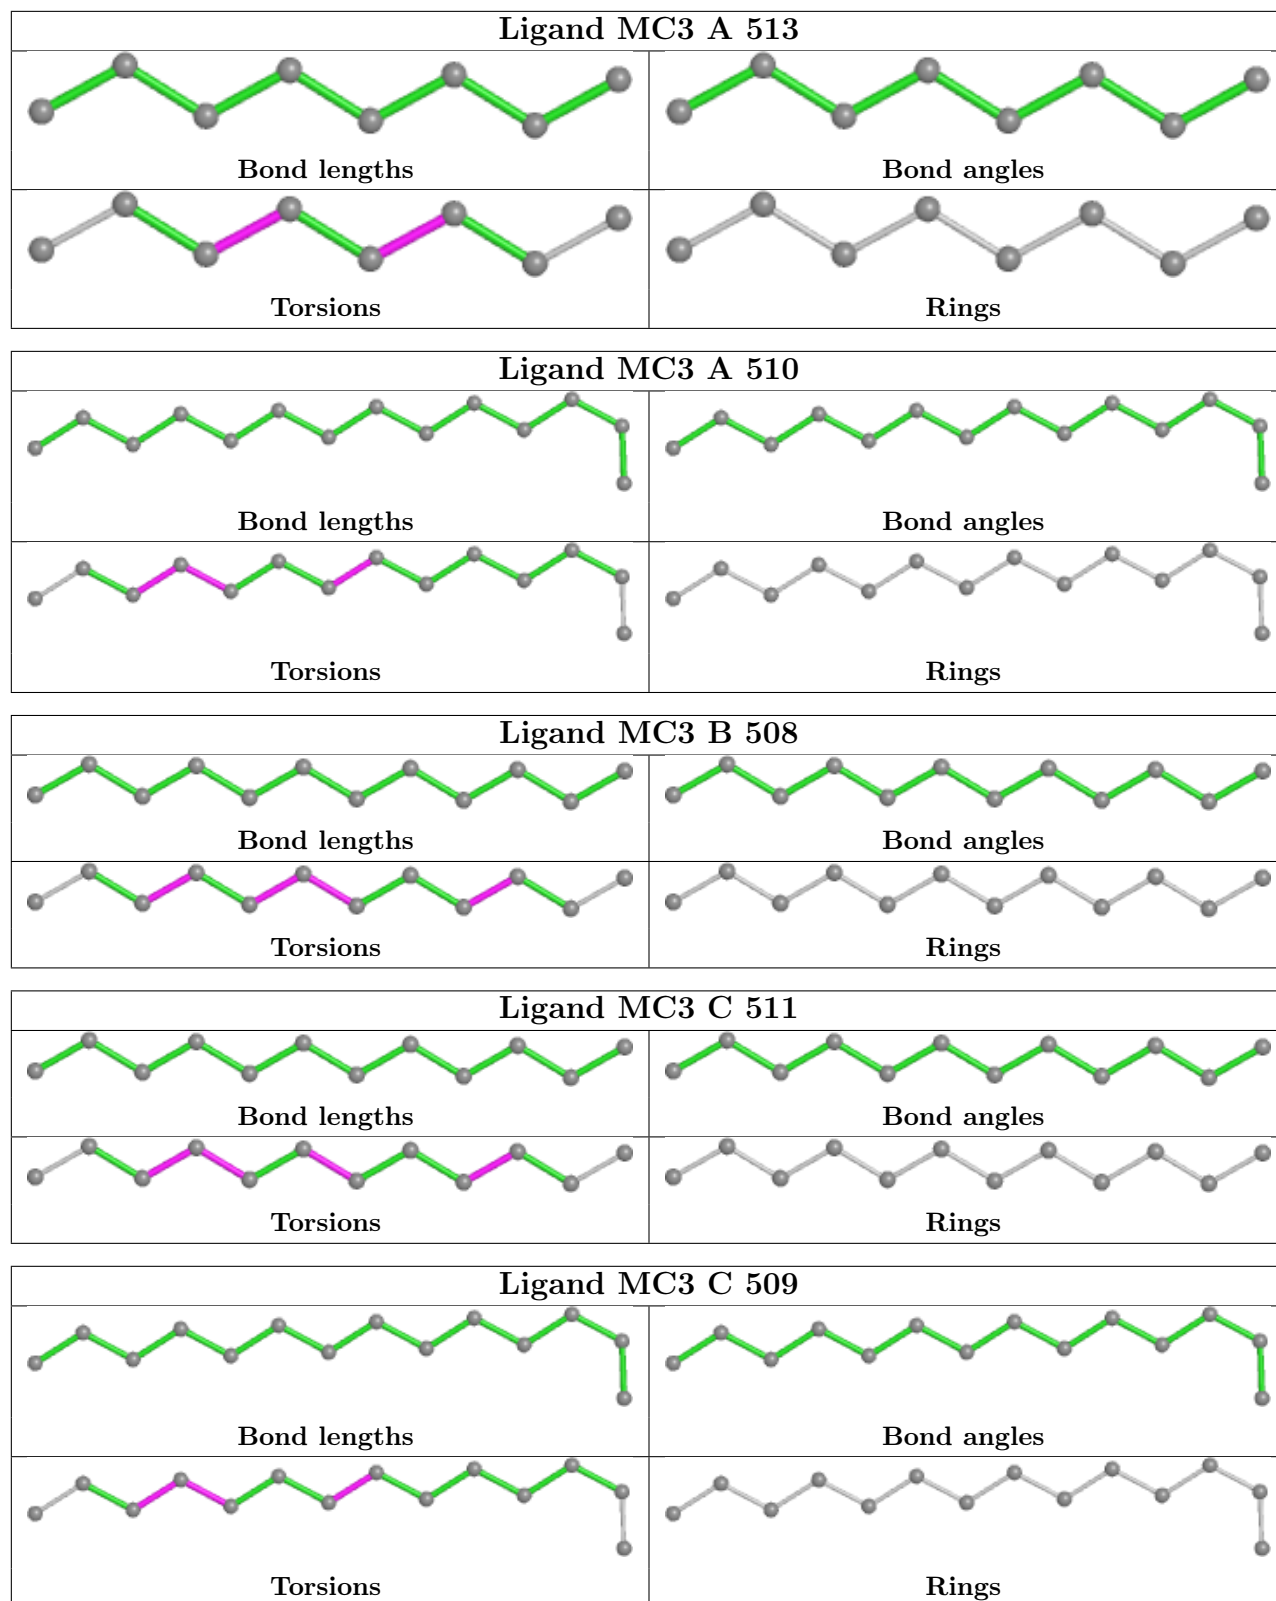 Ligand MC3 A 513
Bond lengths
Bond angles
Torsions
Rings
Ligand MC3 A 510
Bond lengths
Bond angles
Torsions
Rings
Ligand MC3 B 508
Bond lengths
Bond angles
Torsions
Rings
Ligand MC3 C 511
Bond lengths
Bond angles
Torsions
Rings
Ligand MC3 C 509
Bond lengths
Bond angles
Torsions
Rings